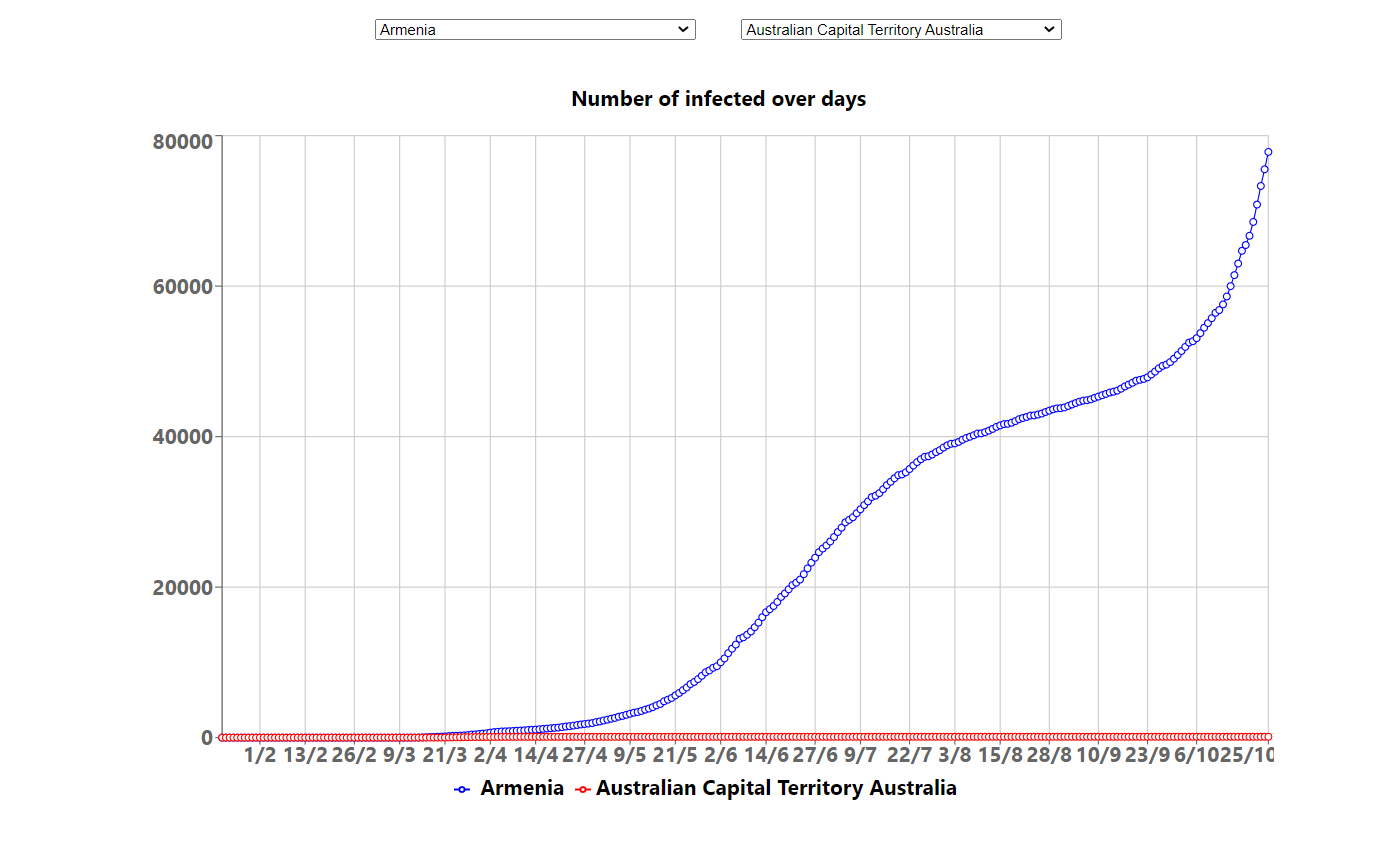 Armenia Australian Capital Territory Australia
Number of infected over days
80000
60000
40000
20000
0
1/2 13/2 26/2 9/3 21/3 2/4 14/4 27/4 9/5 21/5 2/6 14/6 27/6 9/7 22/7 3/8 15/8 28/8 10/9 23/9 6/10 25/10
Armenia Australian Capital Territory Australia